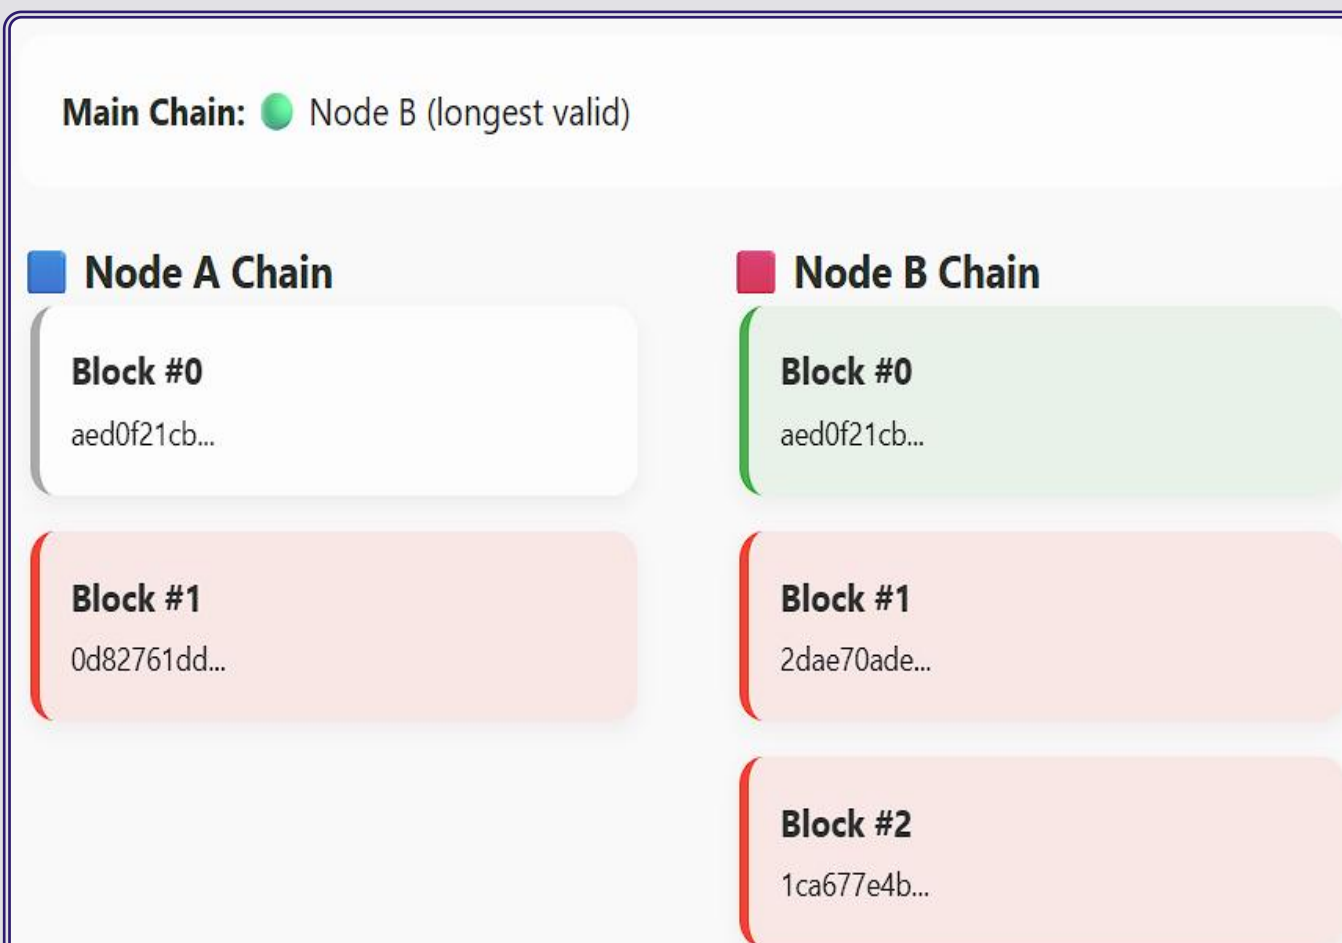 Main Chain: Node B (longest valid)
Node A Chain
Block #0
aed0f21cb...
Block #1
0d82761dd...
Node B Chain
Block #0
aed0f21cb...
Block #1
2dae70ade...
Block #2
1ca677e4b...